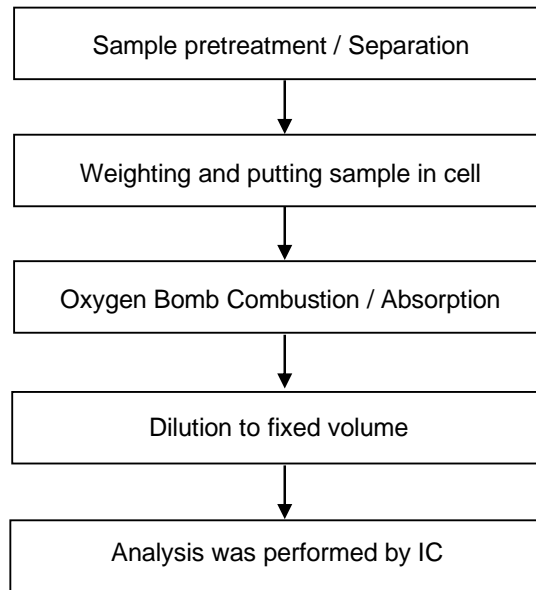 Sample pretreatment / Separation
Weighting and putting sample in cell
Oxygen Bomb Combustion / Absorption
Dilution to fixed volume
Analysis was performed by IC